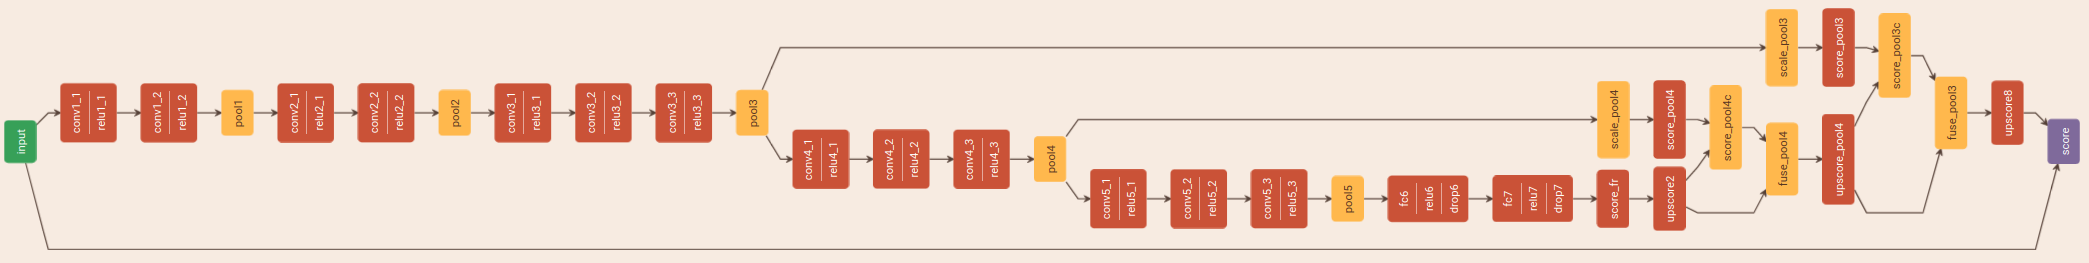 input
conv1_1
relu1_1
conv1_2
relu1_2
pool1
conv2_1
relu2_1
conv2_2
relu2_2
pool2
conv3_1
relu3_1
conv3_2
relu3_2
conv3_3
relu3_3
pool3
conv4_1
relu4_1
conv4_2
relu4_2
conv4_3
relu4_3
pool4
conv5_1
relu5_1
conv5_2
relu5_2
conv5_3
relu5_3
pool5
fc6
relu6
drop6
fc7
relu7
drop7
score_fr
upscore2
scale_pool4
score_pool4
score_pool4c
fuse_pool4
upscore_pool4
scale_pool3
score_pool3
score_pool3c
fuse_pool3
upscore8
score